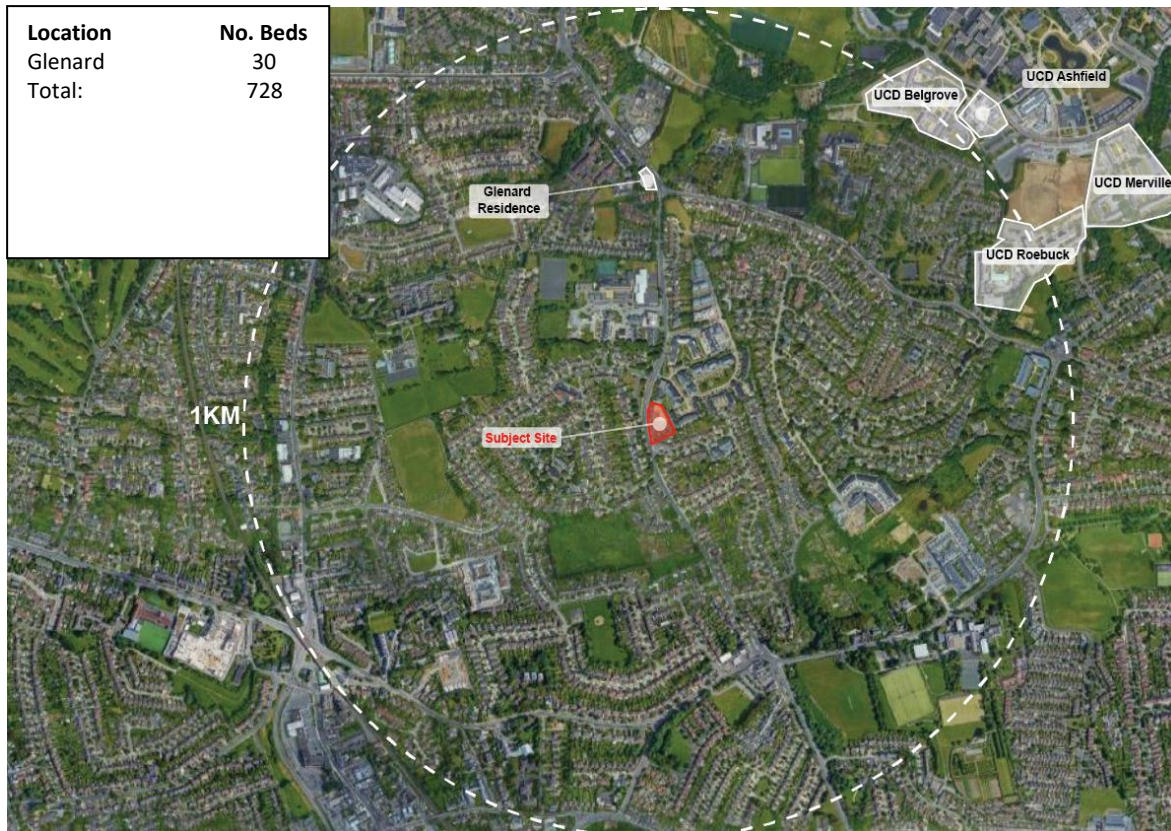 Location No. Beds
Glenard 30
Total: 728
UCD Ashfield
UCD Belgrove
UCD Merville
Glenard
Residence
UCD Roebuck
1KM
Subject Site